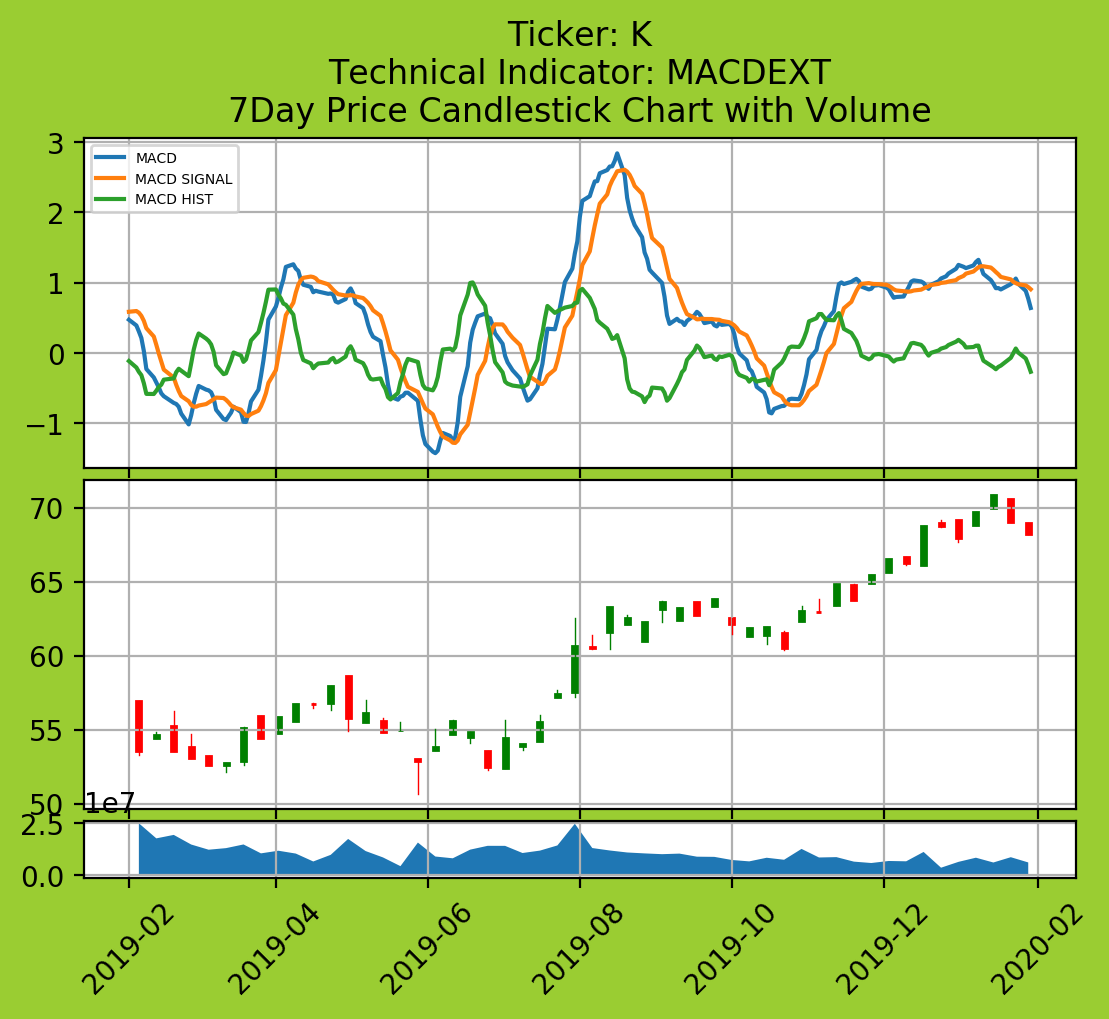 Ticker: K
Technical Indicator: MACDEXT
7Day Price Candlestick Chart with Volume
3
2
1
0
−1
MACD
MACD SIGNAL
MACD HIST
70
65
60
55
50
1e7
2.5
0.0
2019-02
2019-04
2019-06
2019-08
2019-10
2019-12
2020-02